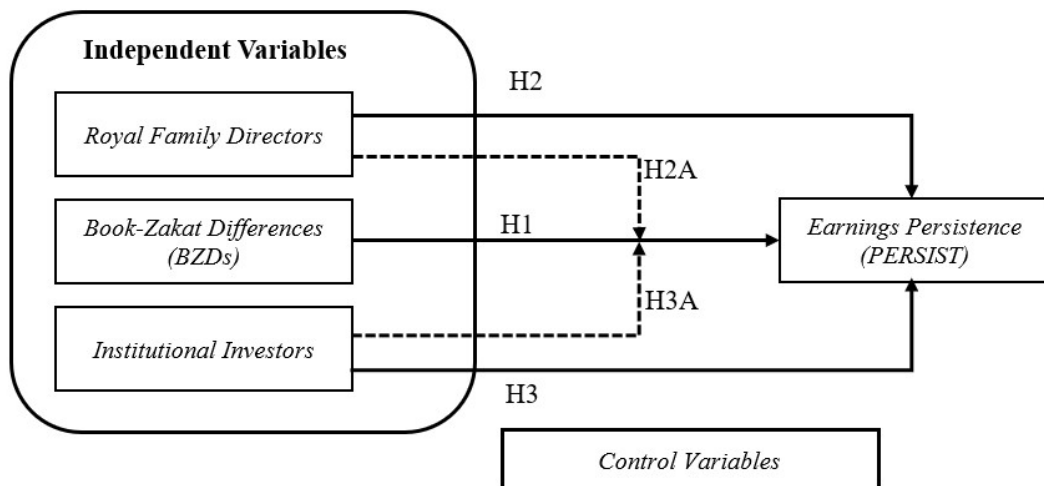 Independent Variables
H2
Royal Family Directors
H2A
Book-Zakat Differences
(BZDs)
H1
Earnings Persistence
(PERSIST)
H3A
Institutional Investors
H3
Control Variables